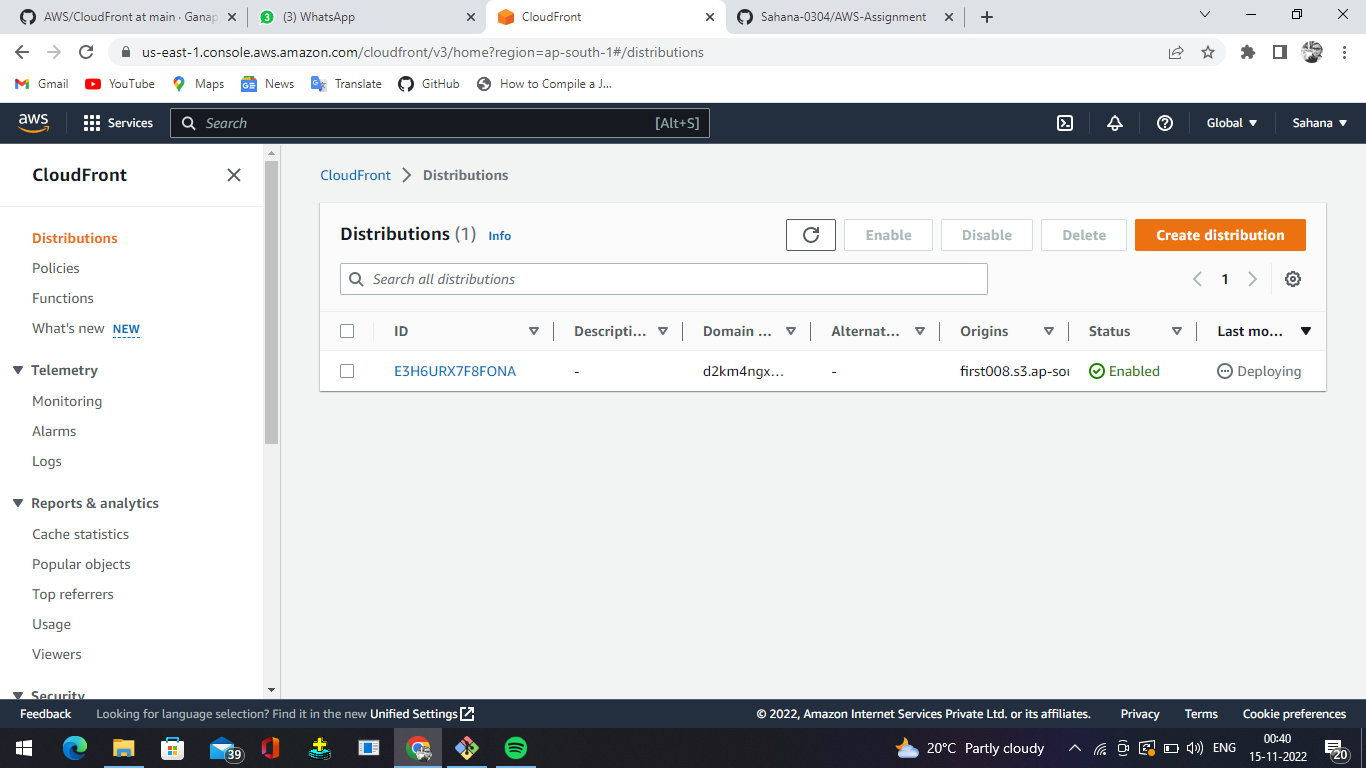 AWS/CloudFront at main · Ganap
(3) WhatsApp
CloudFront
Sahana-0304/AWS-Assignment
us-east-1.console.aws.amazon.com/cloudfront/v3/home?region=ap-south-1#/distributions
Gmail
YouTube
Maps
News
Translate
GitHub
How to Compile a J...
aws
Services
Search
[Alt+S]
Global
Sahana
CloudFront
Distributions
Policies
Functions
What's new NEW
Telemetry
Monitoring
Alarms
Logs
Reports & analytics
Cache statistics
Popular objects
Top referrers
Usage
Viewers
Security
CloudFront > Distributions
Distributions (1) Info
Enable
Disable
Delete
Create distribution
Search all distributions
1
ID
Descripti...
Domain ...
Alternat...
Origins
Status
Last mo...
E3H6URX7F8FONA
-
d2km4ngx...
-
first008.s3.ap-sou
Enabled
Deploying
Feedback
Looking for language selection? Find it in the new Unified Settings
© 2022, Amazon Internet Services Private Ltd. or its affiliates.
Privacy
Terms
Cookie preferences
39
20°C Partly cloudy
ENG
00:40
15-11-2022
20